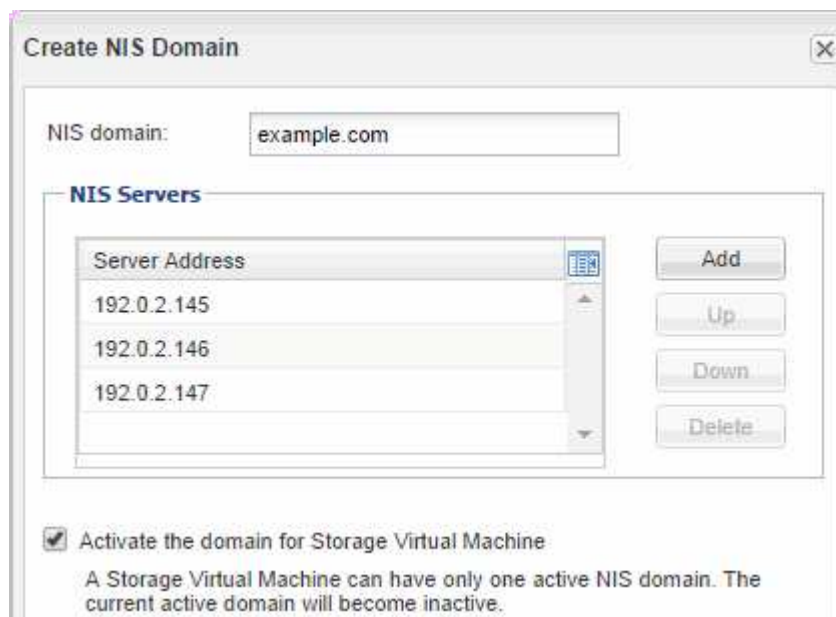 Create NIS Domain
NIS domain: example.com
NIS Servers
Server Address
Add
192.0.2.145
Up
192.0.2.146
Down
192.0.2.147
Delete
Activate the domain for Storage Virtual Machine
A Storage Virtual Machine can have only one active NIS domain. The
current active domain will become inactive.